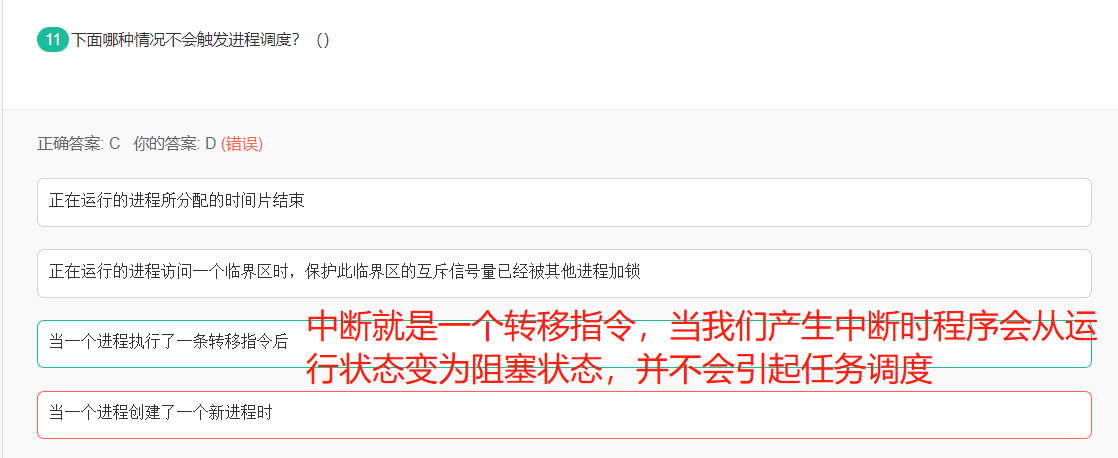 11 下面哪种情况不会触发进程调度？（）
正确答案: C 你的答案: D (错误)
正在运行的进程所分配的时间片结束
正在运行的进程访问一个临界区时，保护此临界区的互斥信号量已经被其他进程加锁
当一个进程执行了一条转移指令后
中断就是一个转移指令，当我们产生中断时程序会从运
行状态变为阻塞状态，并不会引起任务调度
当一个进程创建了一个新进程时